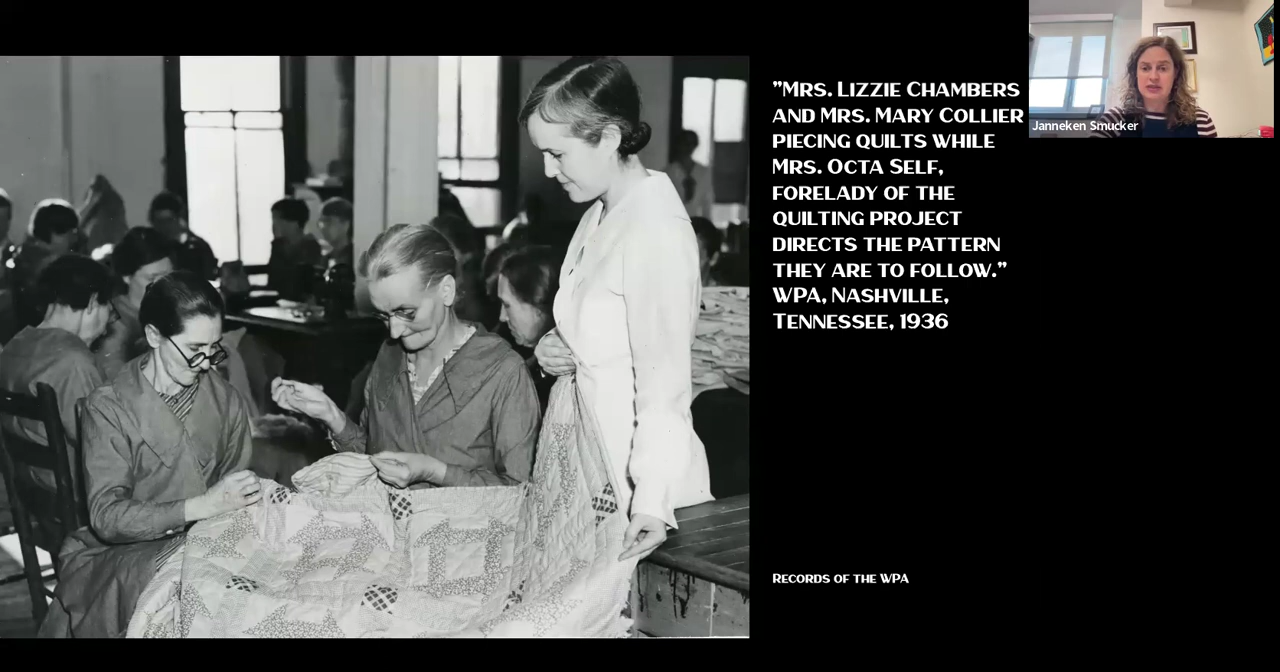 "Mrs. Lizzie Chambers
and Mrs. Mary Collier
piecing quilts while
Mrs. Octa Self,
forelady of the
quilting project
directs the pattern
they are to follow."
WPA, Nashville,
Tennessee, 1936
Records of the WPA
Janneken Smucker